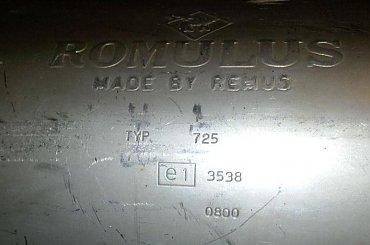 ROMULUS
MADE BY REMUS
TYP 725
e1 3538
0800